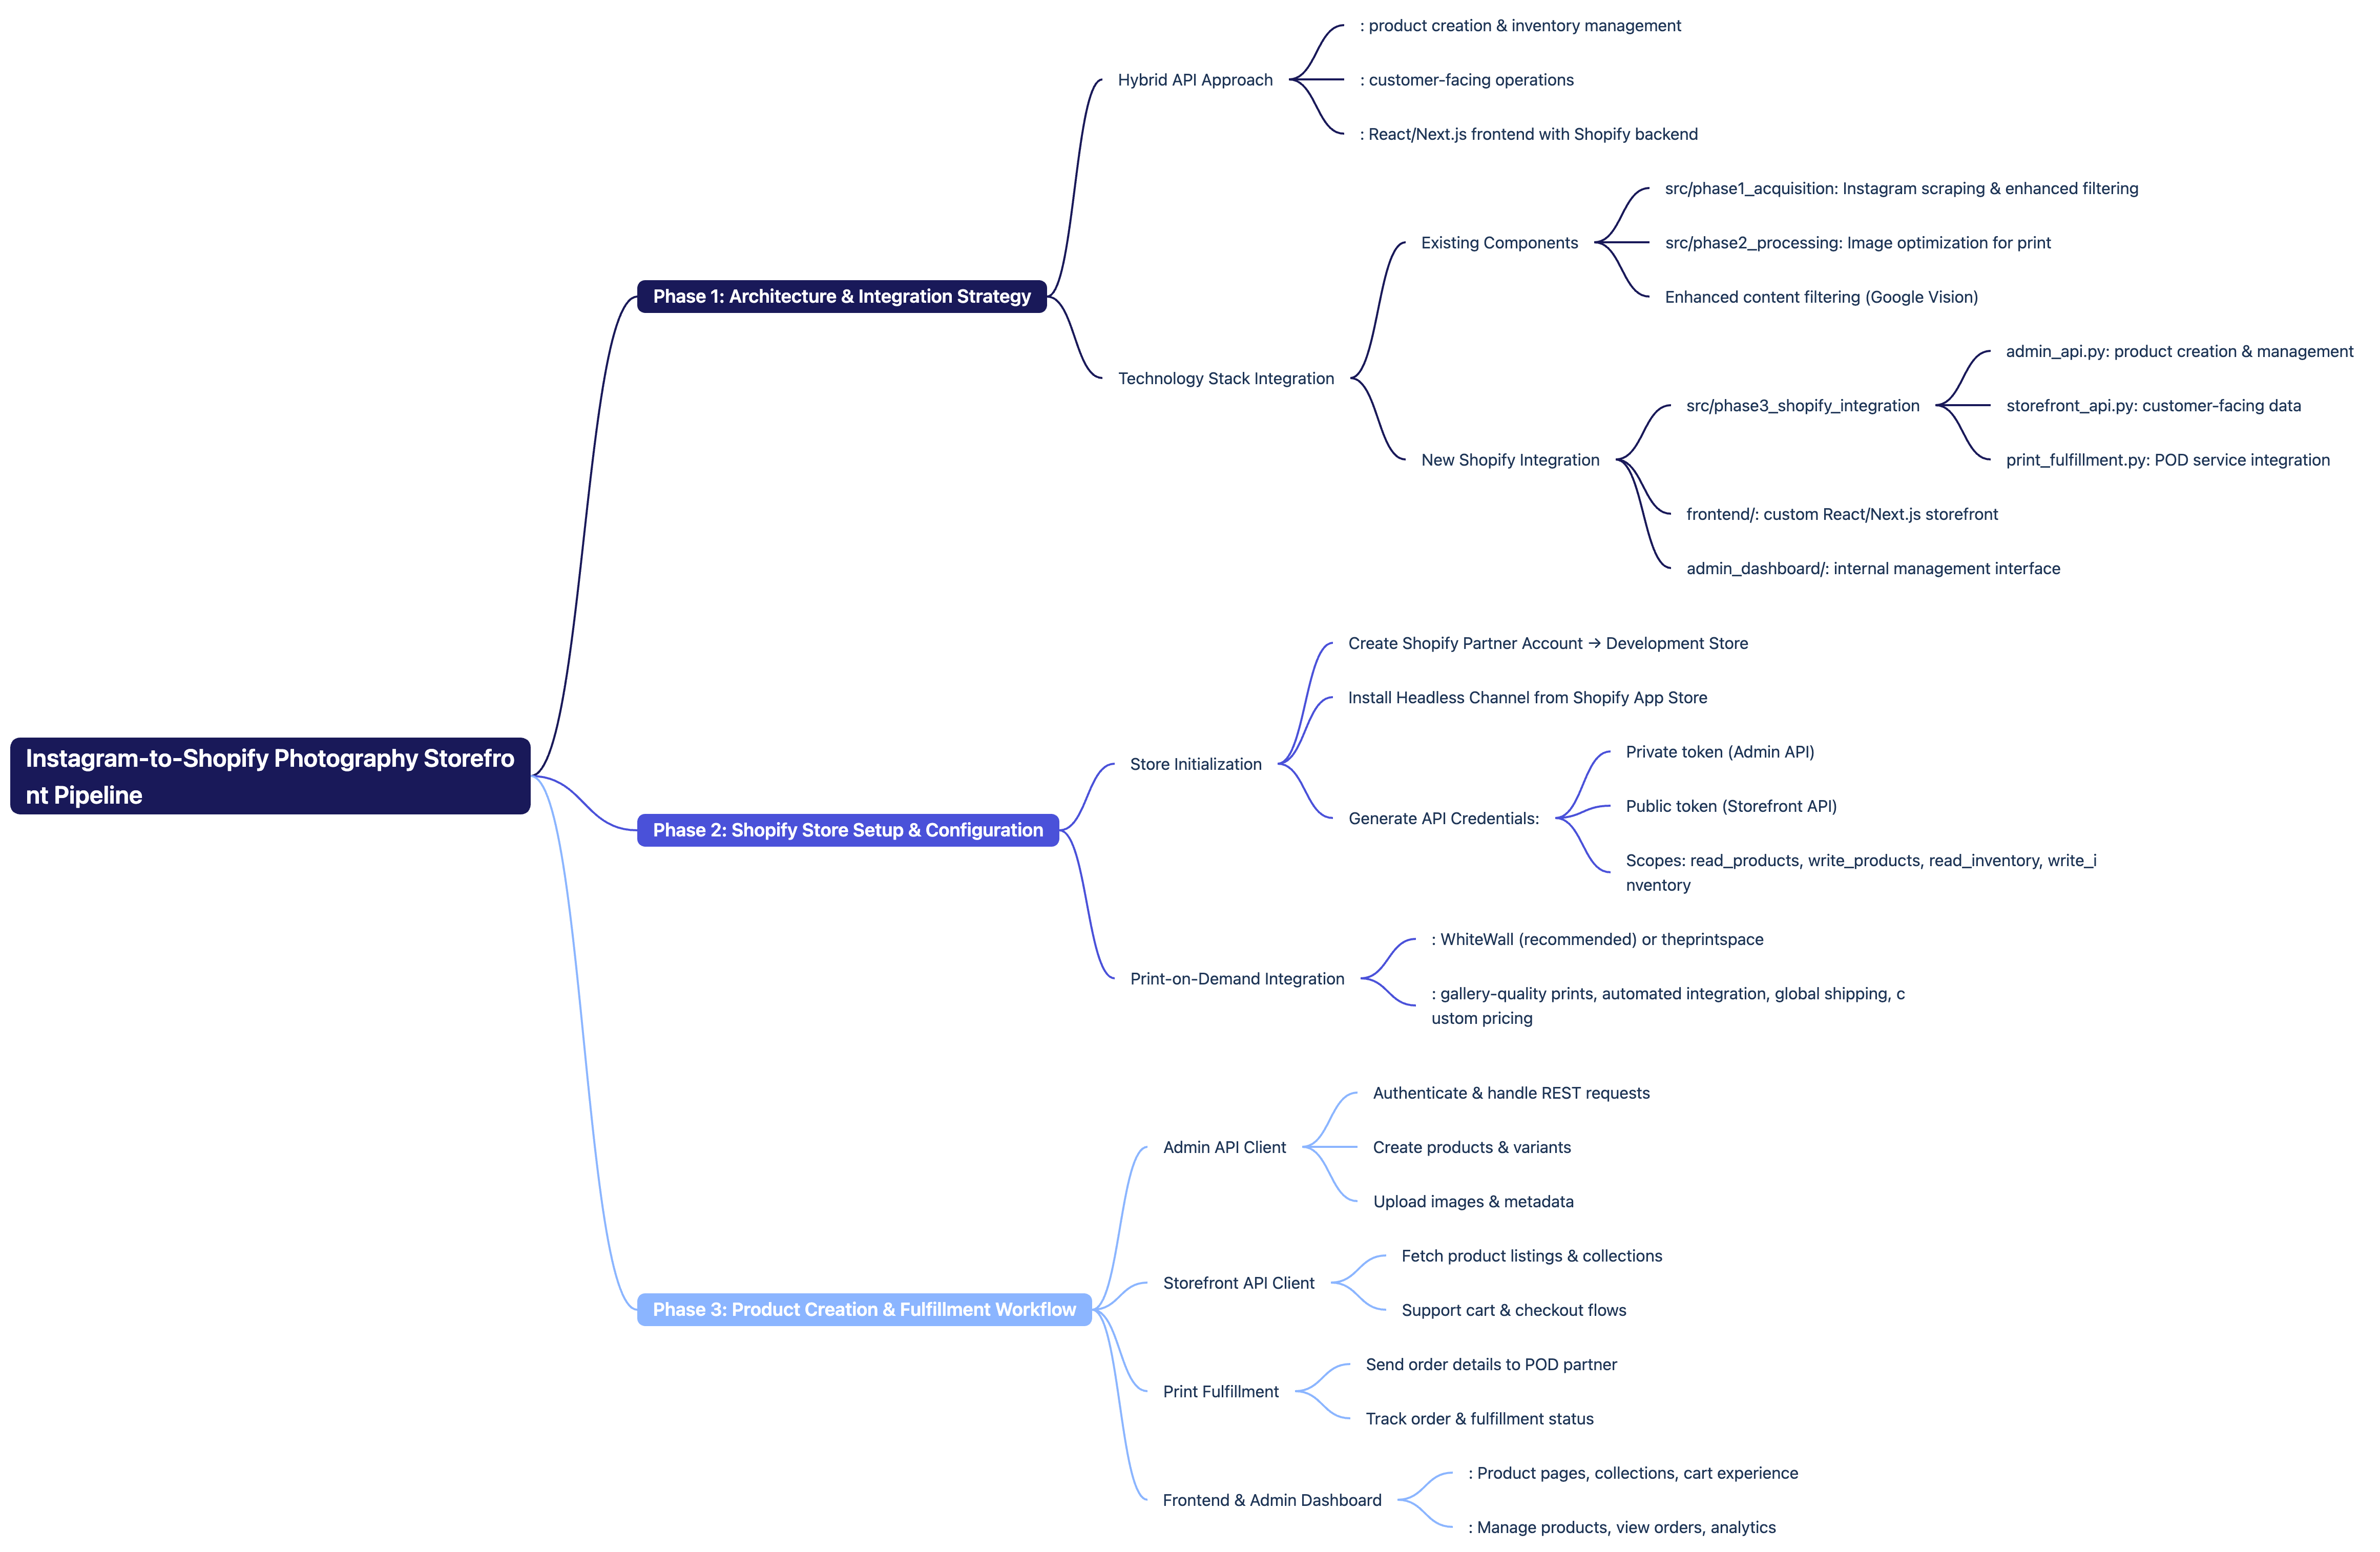 Instagram-to-Shopify Photography Storefro
nt Pipeline
Phase 1: Architecture & Integration Strategy
Hybrid API Approach
: product creation & inventory management
: customer-facing operations
: React/Next.js frontend with Shopify backend
Technology Stack Integration
Existing Components
src/phase1_acquisition: Instagram scraping & enhanced filtering
src/phase2_processing: Image optimization for print
Enhanced content filtering (Google Vision)
New Shopify Integration
src/phase3_shopify_integration
admin_api.py: product creation & management
storefront_api.py: customer-facing data
print_fulfillment.py: POD service integration
frontend/: custom React/Next.js storefront
admin_dashboard/: internal management interface
Phase 2: Shopify Store Setup & Configuration
Store Initialization
Create Shopify Partner Account → Development Store
Install Headless Channel from Shopify App Store
Generate API Credentials:
Private token (Admin API)
Public token (Storefront API)
Scopes: read_products, write_products, read_inventory, write_i
nventory
Print-on-Demand Integration
: WhiteWall (recommended) or theprintspace
: gallery-quality prints, automated integration, global shipping, c
ustom pricing
Phase 3: Product Creation & Fulfillment Workflow
Admin API Client
Authenticate & handle REST requests
Create products & variants
Upload images & metadata
Storefront API Client
Fetch product listings & collections
Support cart & checkout flows
Print Fulfillment
Send order details to POD partner
Track order & fulfillment status
Frontend & Admin Dashboard
: Product pages, collections, cart experience
: Manage products, view orders, analytics